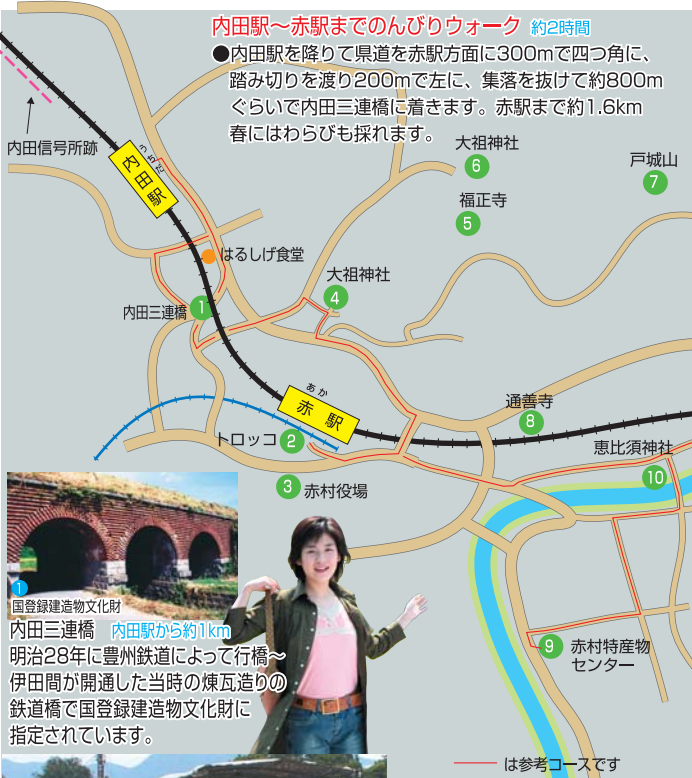 内田駅～赤駅までのんびりウォーク 約2時間
●内田駅を降りて県道を赤駅方面に300mで四つ角に、
踏み切りを渡り200mで左に、集落を抜けて約800m
ぐらいで内田三連橋に着きます。赤駅まで約1.6km
春にはわらびも採れます。
内田信号所跡
うちだ
内田駅
大祖神社
6
戸城山
7
福正寺
5
はるしげ食堂
大祖神社
4
内田三連橋
1
あか
赤駅
通善寺
8
トロッコ
2
恵比須神社
10
3
赤村役場
1
国登録建造物文化財
内田三連橋 内田駅から約1km
明治28年に豊州鉄道によって行橋～
伊田間が開通した当時の煉瓦造りの
鉄道橋で国登録建造物文化財に
指定されています。
9
赤村特産物
センター
は参考コースです